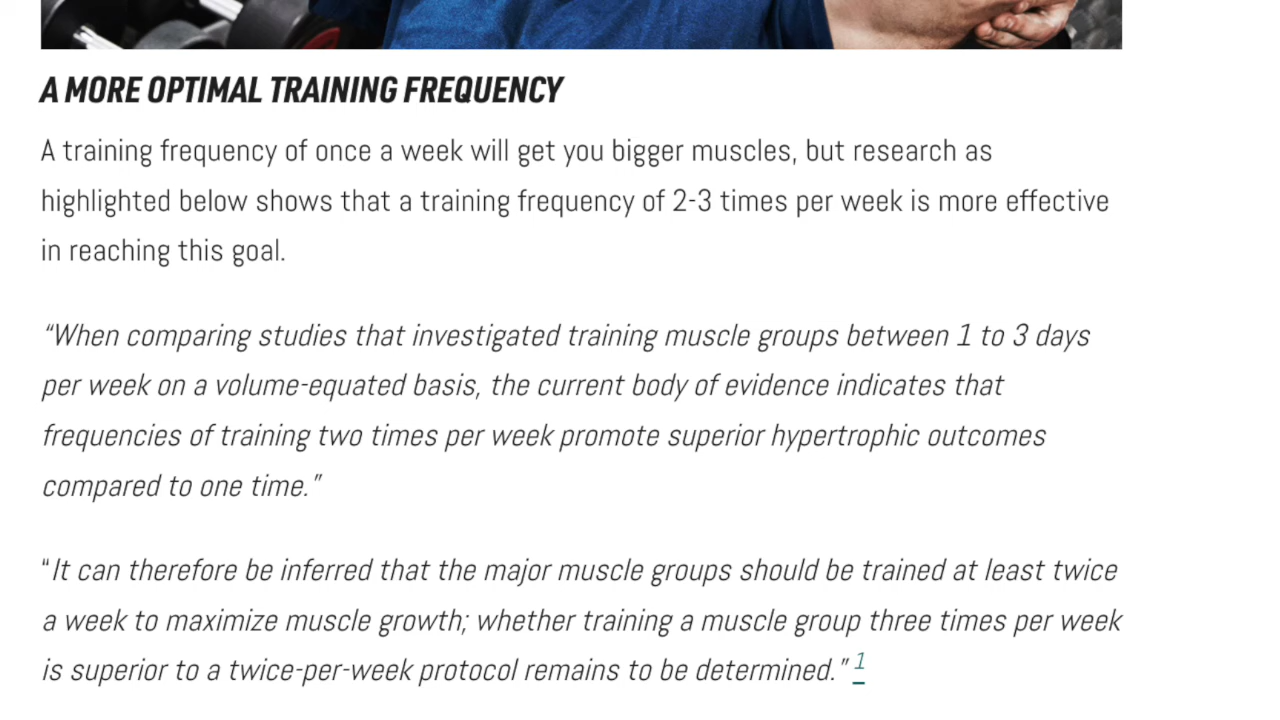 A MORE OPTIMAL TRAINING FREQUENCY
A training frequency of once a week will get you bigger muscles, but research as
highlighted below shows that a training frequency of 2-3 times per week is more effective
in reaching this goal.
“When comparing studies that investigated training muscle groups between 1 to 3 days
per week on a volume-equated basis, the current body of evidence indicates that
frequencies of training two times per week promote superior hypertrophic outcomes
compared to one time.”
“It can therefore be inferred that the major muscle groups should be trained at least twice
a week to maximize muscle growth; whether training a muscle group three times per week
is superior to a twice-per-week protocol remains to be determined.” 1